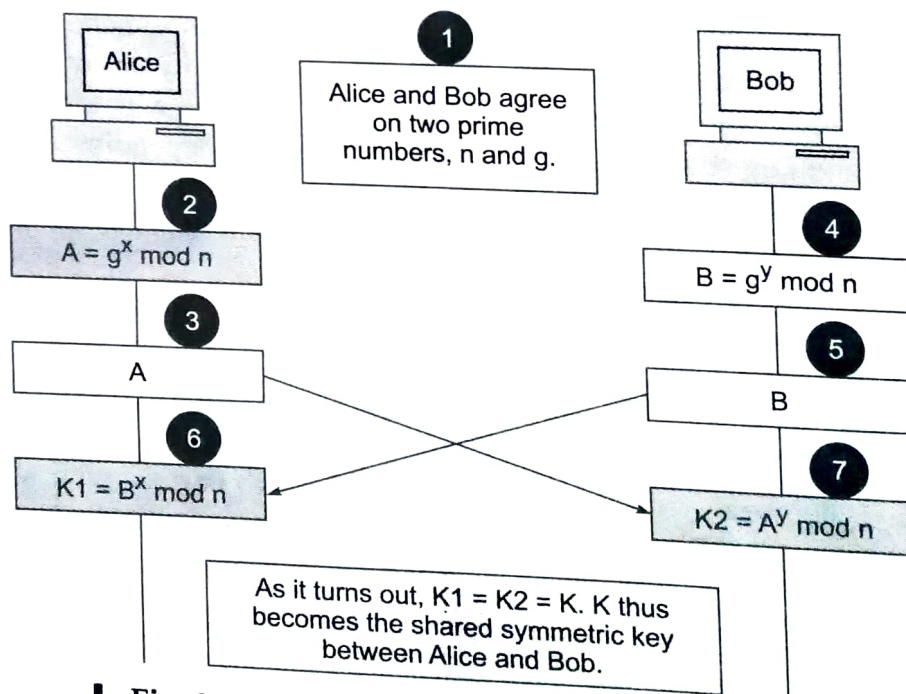 Alice
1
Bob
Alice and Bob agree
on two prime
numbers, n and g.
2
A = g^x mod n
4
B = g^y mod n
3
A
5
B
6
K1 = B^x mod n
7
K2 = A^y mod n
As it turns out, K1 = K2 = K. K thus
becomes the shared symmetric key
between Alice and Bob.